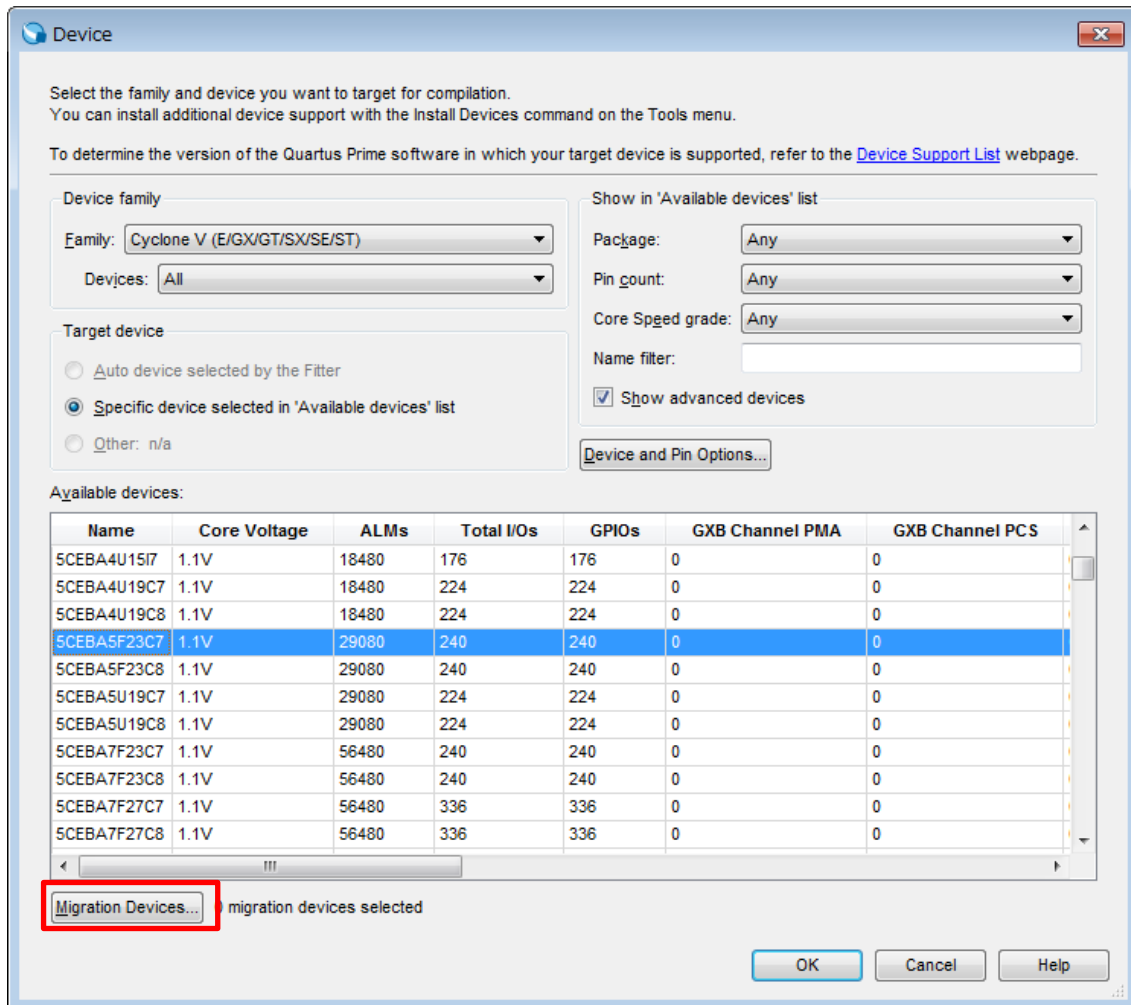 Device
Select the family and device you want to target for compilation.
You can install additional device support with the Install Devices command on the Tools menu.
To determine the version of the Quartus Prime software in which your target device is supported, refer to the Device Support List webpage.
Device family
Family: Cyclone V (E/GX/GT/SX/SE/ST)
Devices: All
Target device
Auto device selected by the Fitter
Specific device selected in 'Available devices' list
Other: n/a
Show in 'Available devices' list
Package: Any
Pin count: Any
Core Speed grade: Any
Name filter:
Show advanced devices
Device and Pin Options...
Available devices:
Name Core Voltage ALMs Total I/Os GPIOs GXB Channel PMA GXB Channel PCS
5CEBA4U15I7 1.1V 18480 176 176 0 0
5CEBA4U19C7 1.1V 18480 224 224 0 0
5CEBA4U19C8 1.1V 18480 224 224 0 0
5CEBA5F23C7 1.1V 29080 240 240 0 0
5CEBA5F23C8 1.1V 29080 240 240 0 0
5CEBA5U19C7 1.1V 29080 224 224 0 0
5CEBA5U19C8 1.1V 29080 224 224 0 0
5CEBA7F23C7 1.1V 56480 240 240 0 0
5CEBA7F23C8 1.1V 56480 240 240 0 0
5CEBA7F27C7 1.1V 56480 336 336 0 0
5CEBA7F27C8 1.1V 56480 336 336 0 0
Migration Devices... migration devices selected
OK Cancel Help